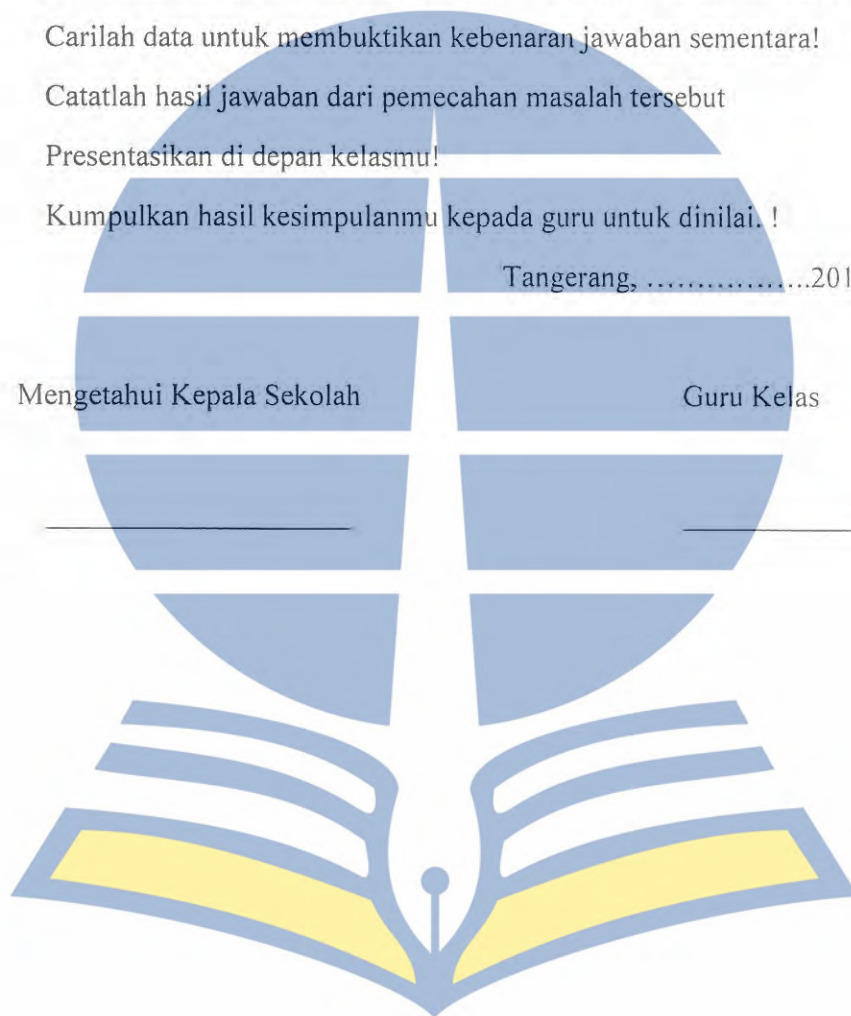 Carilah data untuk membuktikan kebenaran jawaban sementara!
Catatlah hasil jawaban dari pemecahan masalah tersebut
Presentasikan di depan kelasmu!
Kumpulkan hasil kesimpulanmu kepada guru untuk dinilai. !
Tangerang, ………………201
Mengetahui Kepala Sekolah Guru Kelas